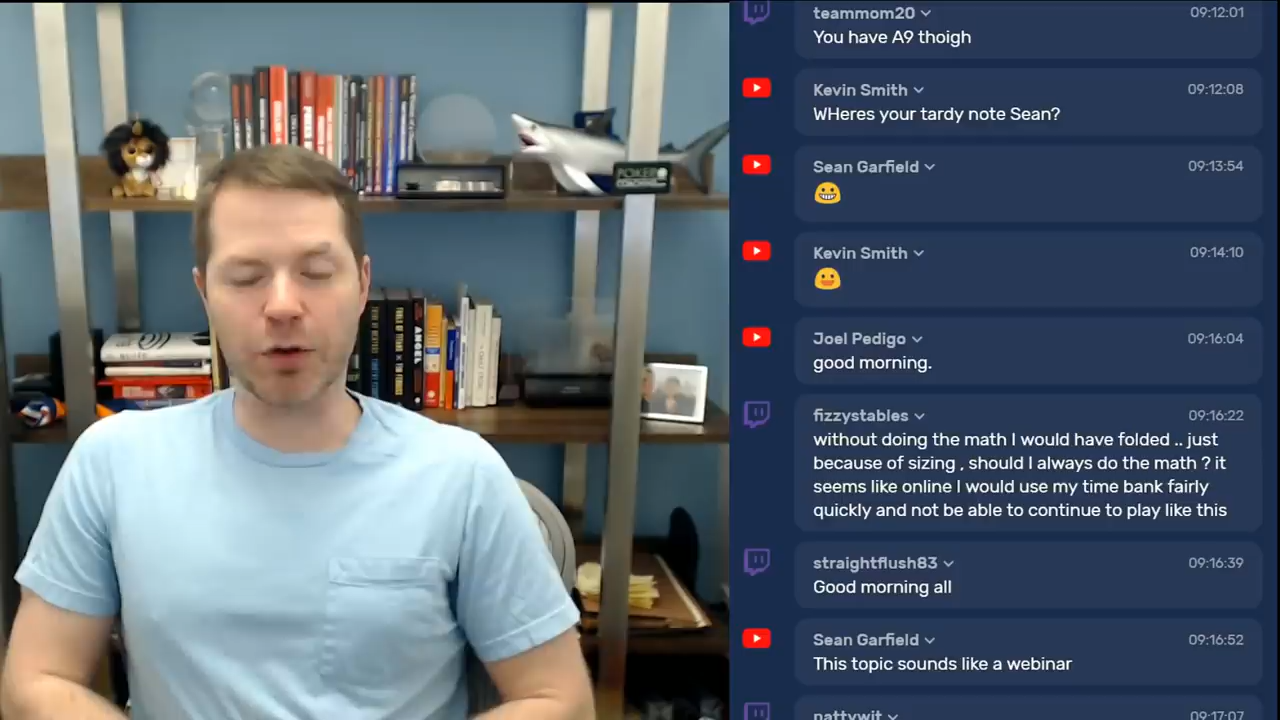 teammom20
09:12:01
You have A9 thoigh
Kevin Smith
09:12:08
WHeres your tardy note Sean?
Sean Garfield
09:13:54
Kevin Smith
09:14:10
Joel Pedigo
09:16:04
good morning.
fizzystables
09:16:22
without doing the math I would have folded .. just
because of sizing , should I always do the math ? it
seems like online I would use my time bank fairly
quickly and not be able to continue to play like this
straightflush83
09:16:39
Good morning all
Sean Garfield
09:16:52
This topic sounds like a webinar
nattywit
09:17:07
POKER
ANGEL